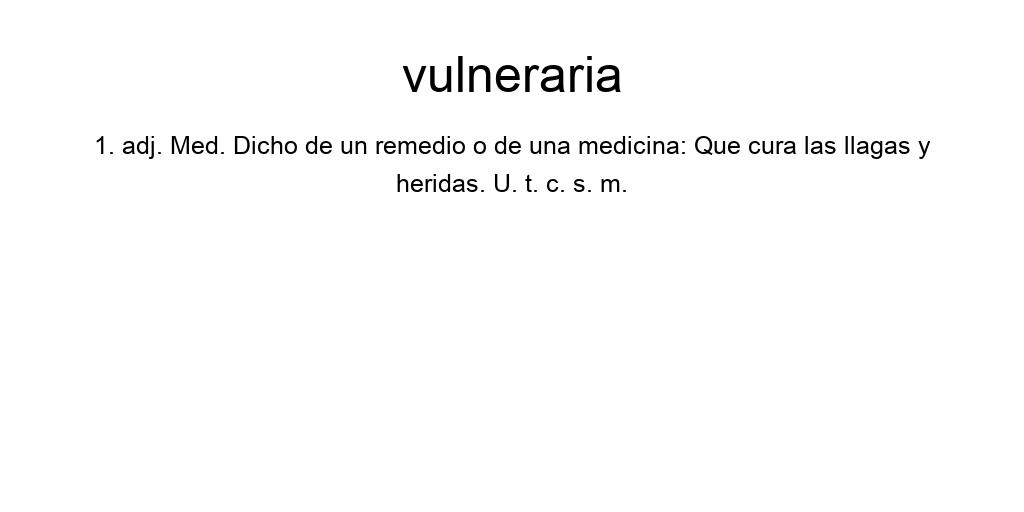 vulneraria
1. adj. Med. Dicho de un remedio o de una medicina: Que cura las llagas y
heridas. U. t. c. s. m.